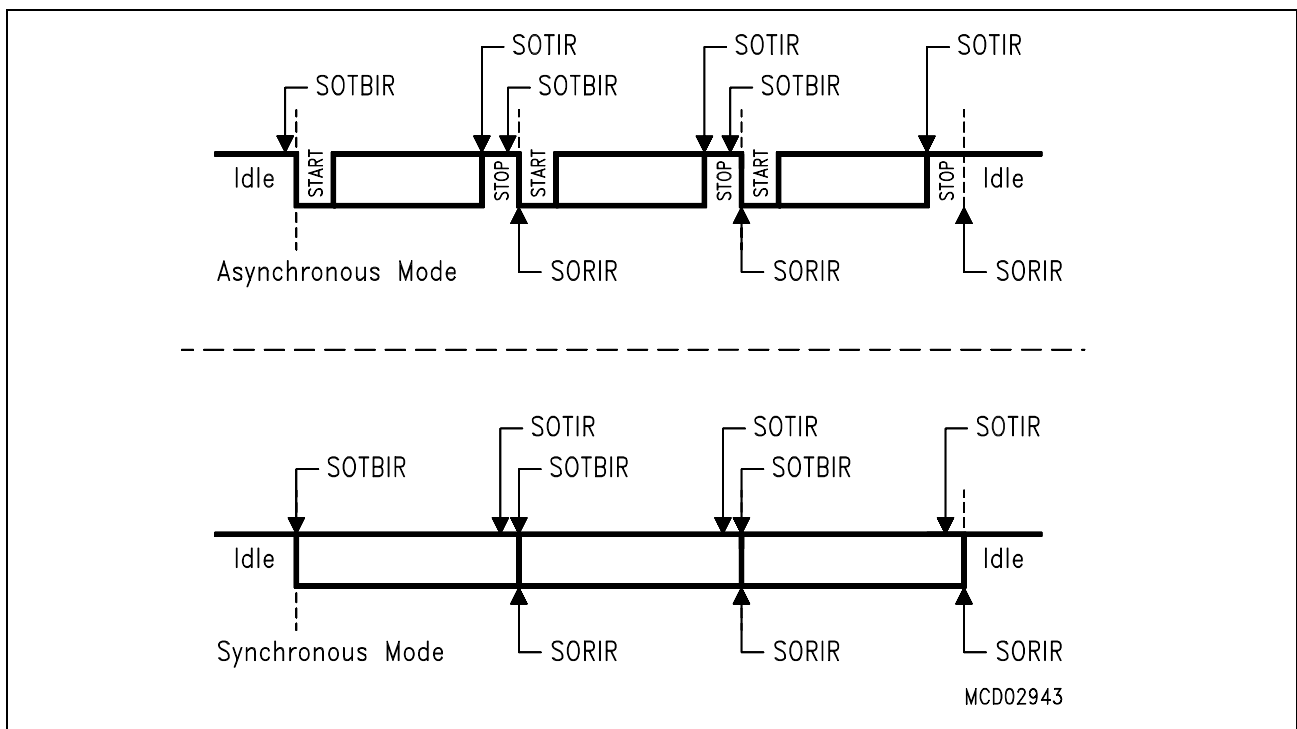 SOTIR SOTIR SOTIR
SOTBIR SOTBIR SOTBIR
Idle START STOP START STOP START STOP Idle
Asynchronous Mode SORIR SORIR SORIR
SOTIR SOTIR SOTIR
SOTBIR SOTBIR SOTBIR
Idle Idle
Synchronous Mode SORIR SORIR SORIR
MCD02943